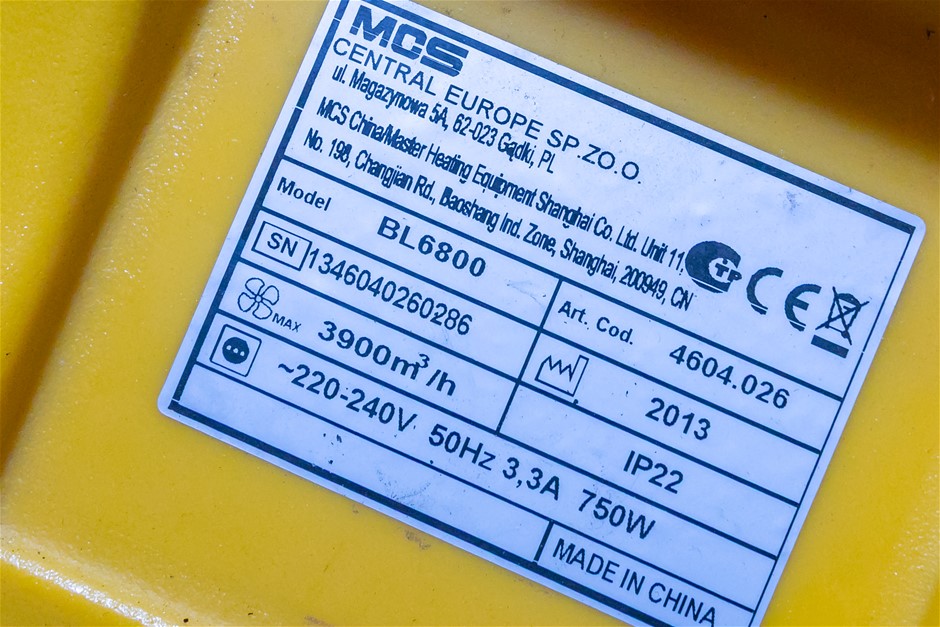 MCS
CENTRAL EUROPE SP. ZO.O.
ul. Magazynowa 5A, 62-023 Gądki, PL
MCS China/Master Heating Equipment Shanghai Co. Ltd. Unit 11,
No. 198, Changjian Rd., Baoshang Ind. Zone, Shanghai, 200949, CN
Model BL6800
Art. Cod. 4604.026
SN 1346040260286
2013
MAX 3900m³/h
IP22
~220-240V 50Hz 3,3A 750W
MADE IN CHINA